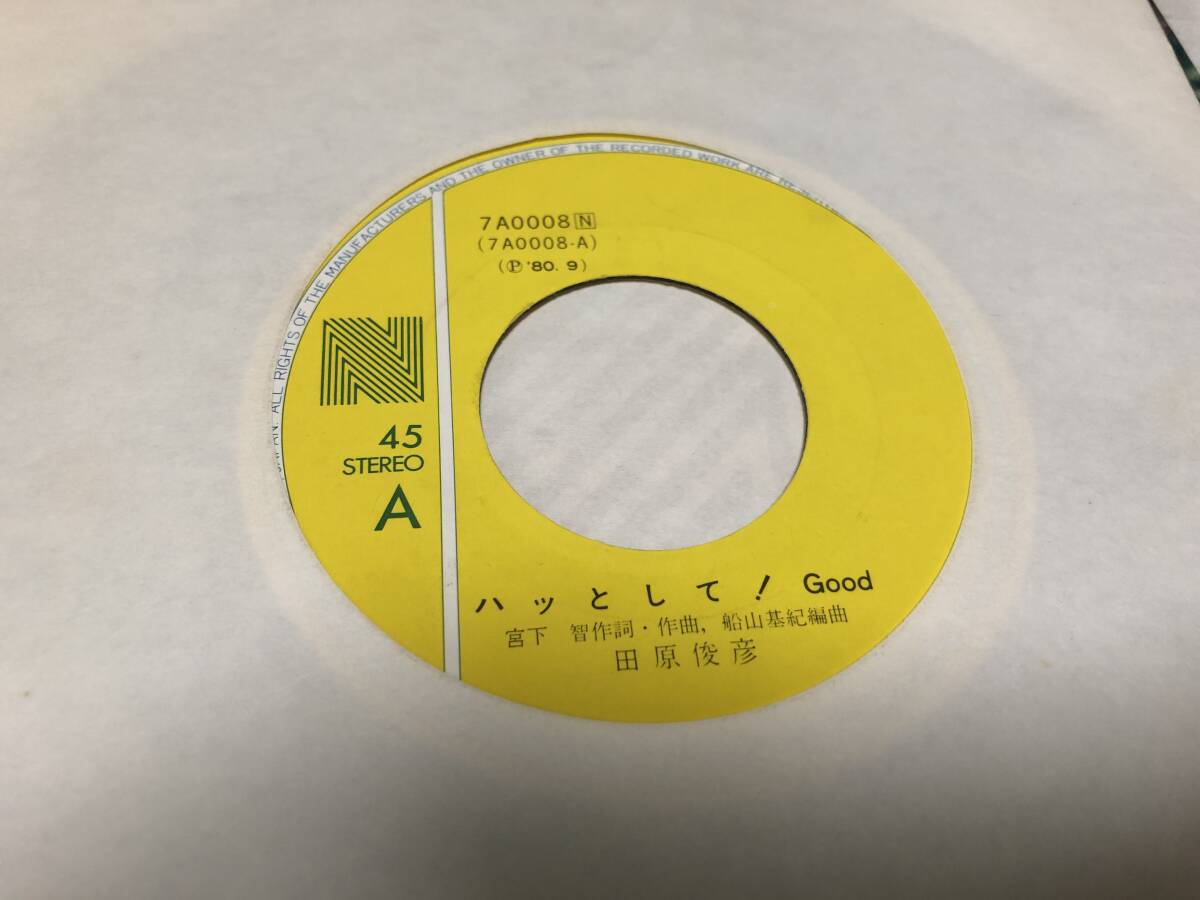 JAPAN. ALL RIGHTS OF THE MANUFACTURERS AND THE OWNER OF THE RECORDED WORK ARE
7A0008 N
(7A0008-A)
(℗ '80. 9)
N
45
STEREO
A
ハッとして! Good
宮下 智作詞・作曲, 船山基紀編曲
田原俊彦